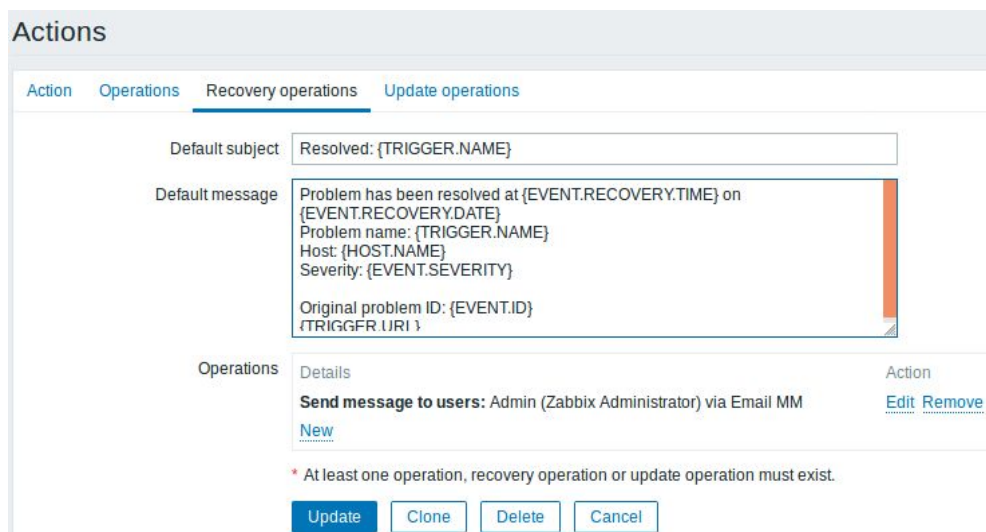 Actions
Action Operations Recovery operations Update operations
Default subject Resolved: {TRIGGER.NAME}
Default message Problem has been resolved at {EVENT.RECOVERY.TIME} on
{EVENT.RECOVERY.DATE}
Problem name: {TRIGGER.NAME}
Host: {HOST.NAME}
Severity: {EVENT.SEVERITY}
Original problem ID: {EVENT.ID}
{TRIGGER.URL}
Operations Details Action
Send message to users: Admin (Zabbix Administrator) via Email MM Edit Remove
New
* At least one operation, recovery operation or update operation must exist.
Update Clone Delete Cancel